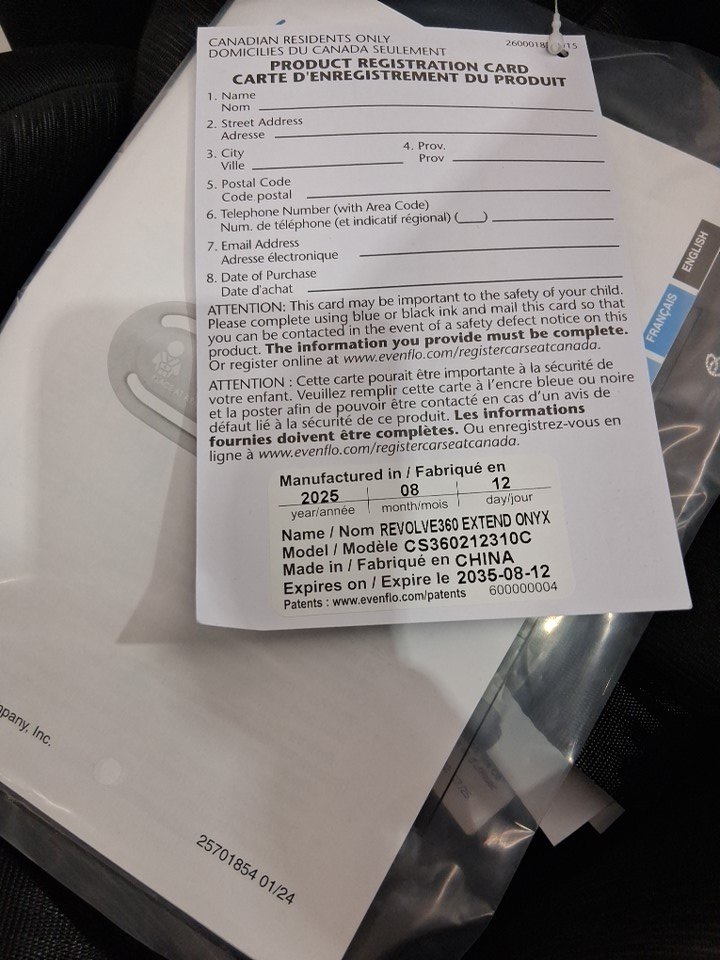 CANADIAN RESIDENTS ONLY
DOMICILIES DU CANADA SEULEMENT
PRODUCT REGISTRATION CARD
CARTE D'ENREGISTREMENT DU PRODUIT
1. Name
Nom
2. Street Address
Adresse
3. City
Ville
4. Prov.
Prov
5. Postal Code
Code postal
6. Telephone Number (with Area Code)
Num. de téléphone (et indicatif régional) (___)
7. Email Address
Adresse électronique
8. Date of Purchase
Date d'achat
ATTENTION: This card may be important to the safety of your child.
Please complete using blue or black ink and mail this card so that
you can be contacted in the event of a safety defect notice on this
product. The information you provide must be complete.
Or register online at www.evenflo.com/registercarseatcanada.
ATTENTION : Cette carte pourait être importante à la sécurité de
votre enfant. Veuillez remplir cette carte à l'encre bleue ou noire
et la poster afin de pouvoir être contacté en cas d'un avis de
défaut lié à la sécurité de ce produit. Les informations
fournies doivent être complètes. Ou enregistrez-vous en
ligne à www.evenflo.com/registercarseatcanada.
Manufactured in / Fabriqué en
2025 08 12
year/année month/mois day/jour
Name / Nom REVOLVE360 EXTEND ONYX
Model / Modèle CS360212310C
Made in / Fabriqué en CHINA
Expires on / Expire le 2035-08-12
Patents : www.evenflo.com/patents 600000004
ENGLISH
FRANÇAIS
Inc.
25701854 01/24